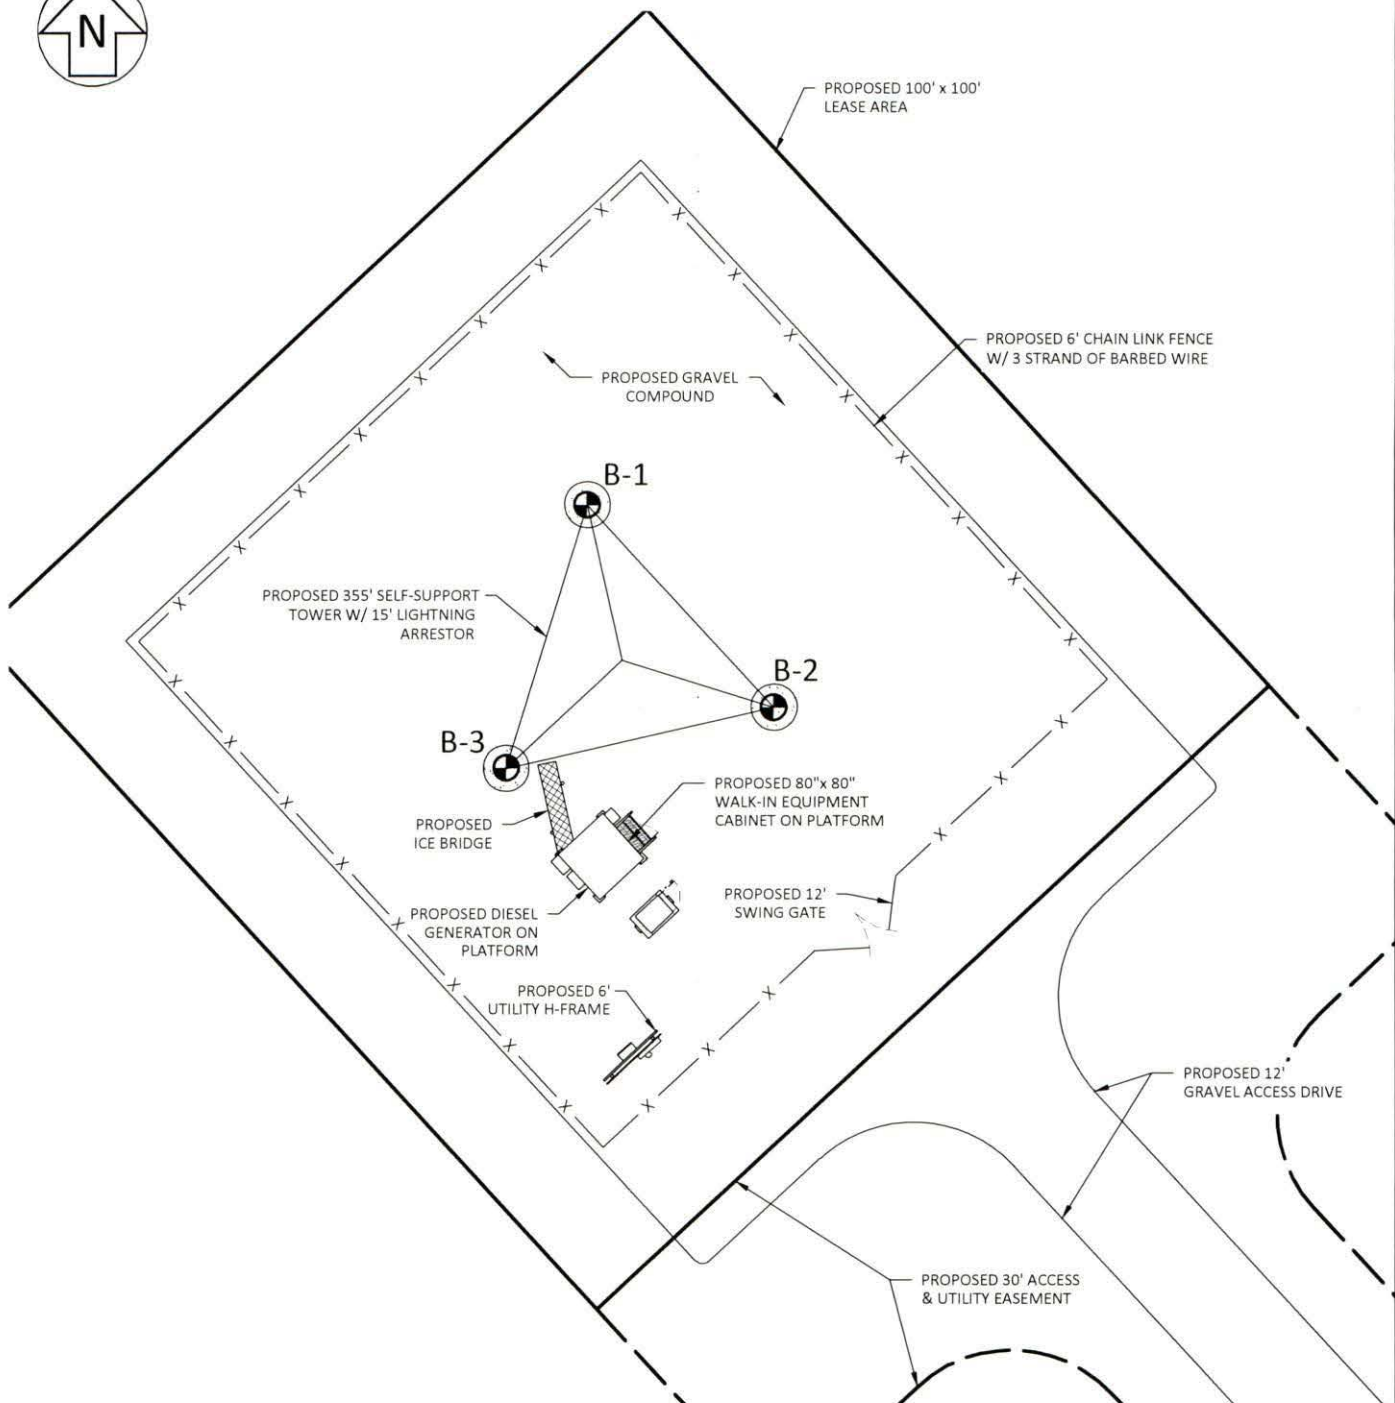 N
PROPOSED 100' x 100'
LEASE AREA
PROPOSED 6' CHAIN LINK FENCE
W/ 3 STRAND OF BARBED WIRE
PROPOSED GRAVEL
COMPOUND
B-1
PROPOSED 355' SELF-SUPPORT
TOWER W/ 15' LIGHTNING
ARRESTOR
B-2
B-3
PROPOSED 80"x 80"
WALK-IN EQUIPMENT
CABINET ON PLATFORM
PROPOSED
ICE BRIDGE
PROPOSED 12'
SWING GATE
PROPOSED DIESEL
GENERATOR ON
PLATFORM
PROPOSED 6'
UTILITY H-FRAME
PROPOSED 12'
GRAVEL ACCESS DRIVE
PROPOSED 30' ACCESS
& UTILITY EASEMENT